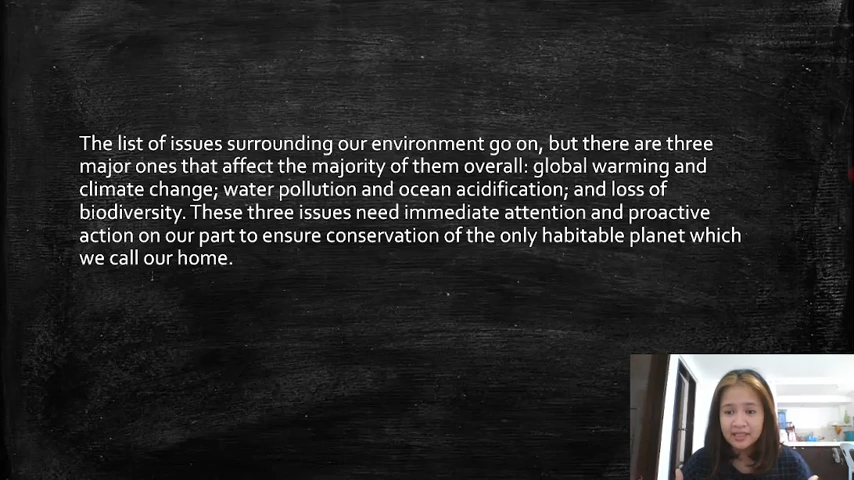 The list of issues surrounding our environment go on, but there are three
major ones that affect the majority of them overall: global warming and
climate change; water pollution and ocean acidification; and loss of
biodiversity. These three issues need immediate attention and proactive
action on our part to ensure conservation of the only habitable planet which
we call our home.